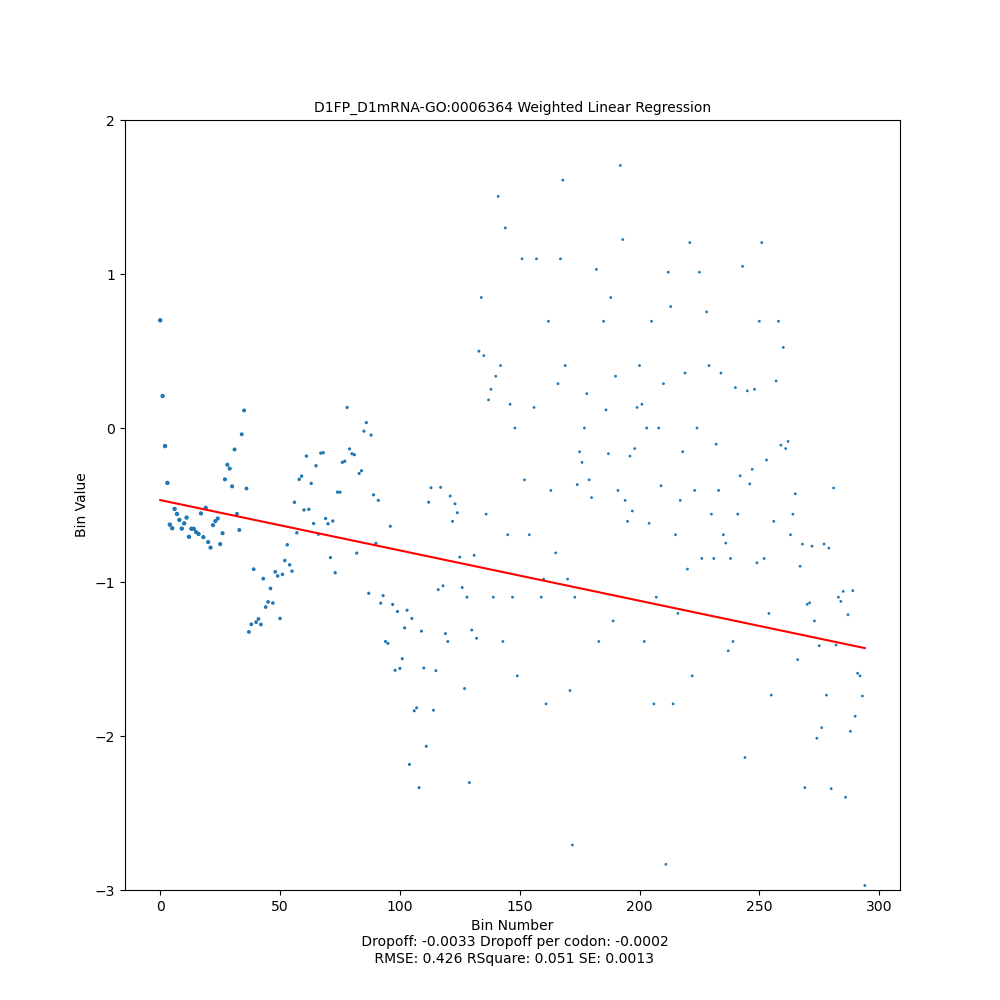 D1FP_D1mRNA-GO:0006364 Weighted Linear Regression
2
1
0
−1
−2
−3
Bin Value
0 50 100 150 200 250 300
Bin Number
Dropoff: -0.0033 Dropoff per codon: -0.0002
RMSE: 0.426 RSquare: 0.051 SE: 0.0013